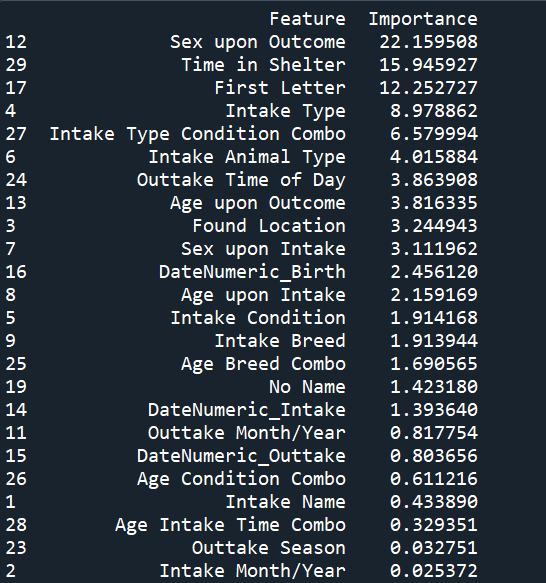 Feature Importance
12 Sex upon Outcome 22.159508
29 Time in Shelter 15.945927
17 First Letter 12.252727
4 Intake Type 8.978862
27 Intake Type Condition Combo 6.579994
6 Intake Animal Type 4.015884
24 Outtake Time of Day 3.863908
13 Age upon Outcome 3.816335
3 Found Location 3.244943
7 Sex upon Intake 3.111962
16 DateNumeric_Birth 2.456120
8 Age upon Intake 2.159169
5 Intake Condition 1.914168
9 Intake Breed 1.913944
25 Age Breed Combo 1.690565
19 No Name 1.423180
14 DateNumeric_Intake 1.393640
11 Outtake Month/Year 0.817754
15 DateNumeric_Outtake 0.803656
26 Age Condition Combo 0.611216
1 Intake Name 0.433890
28 Age Intake Time Combo 0.329351
23 Outtake Season 0.032751
2 Intake Month/Year 0.025372